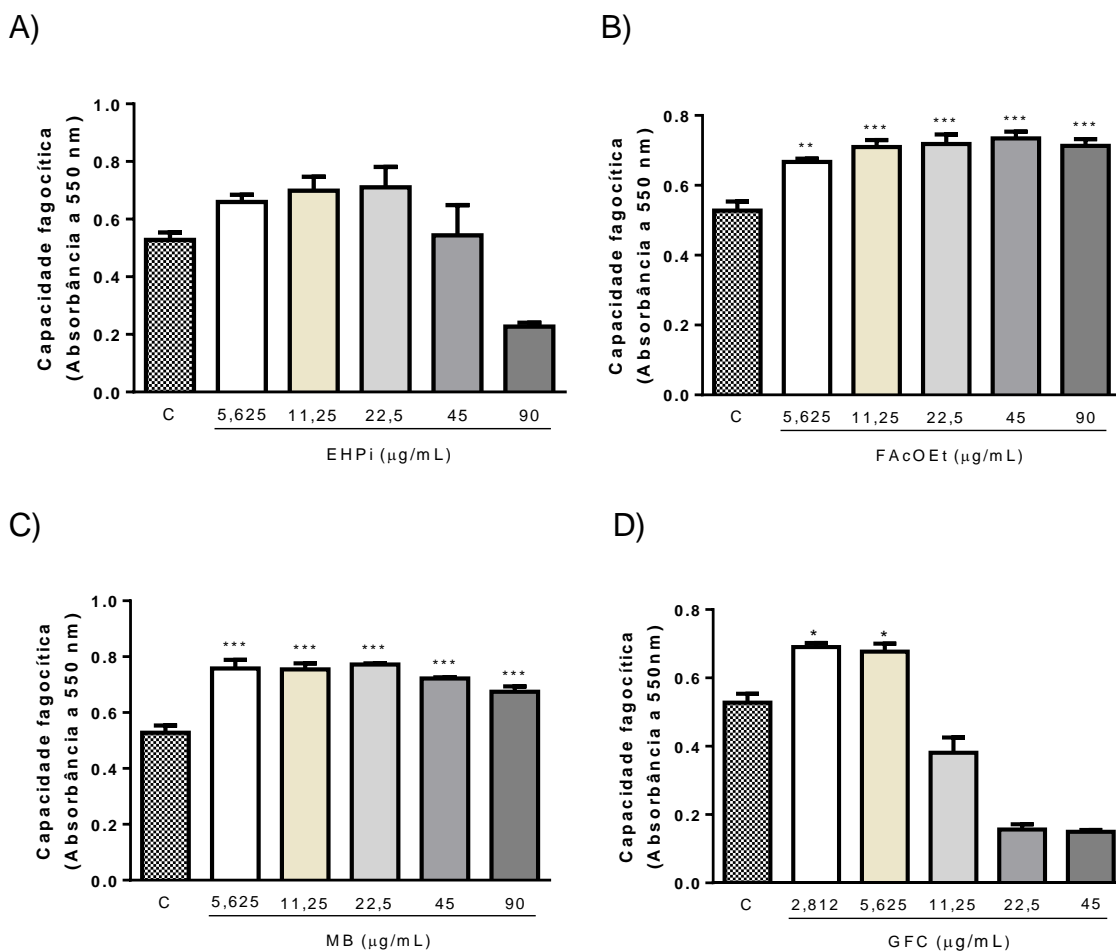 A)
Capacidade fagocítica
(Absorbância a 550 nm)
1.0
0.8
0.6
0.4
0.2
0.0
C 5,625 11,25 22,5 45 90
EHPi (µg/mL)
B)
Capacidade fagocítica
(Absorbância a 550 nm)
0.8
0.6
0.4
0.2
0.0
** *** *** *** ***
C 5,625 11,25 22,5 45 90
FAcOEt (µg/mL)
C)
Capacidade fagocítica
(Absorbância a 550 nm)
1.0
0.8
0.6
0.4
0.2
0.0
*** *** *** *** ***
C 5,625 11,25 22,5 45 90
MB (µg/mL)
D)
Capacidade fagocítica
(Absorbância a 550nm)
0.8
0.6
0.4
0.2
0.0
* *
C 2,812 5,625 11,25 22,5 45
GFC (µg/mL)